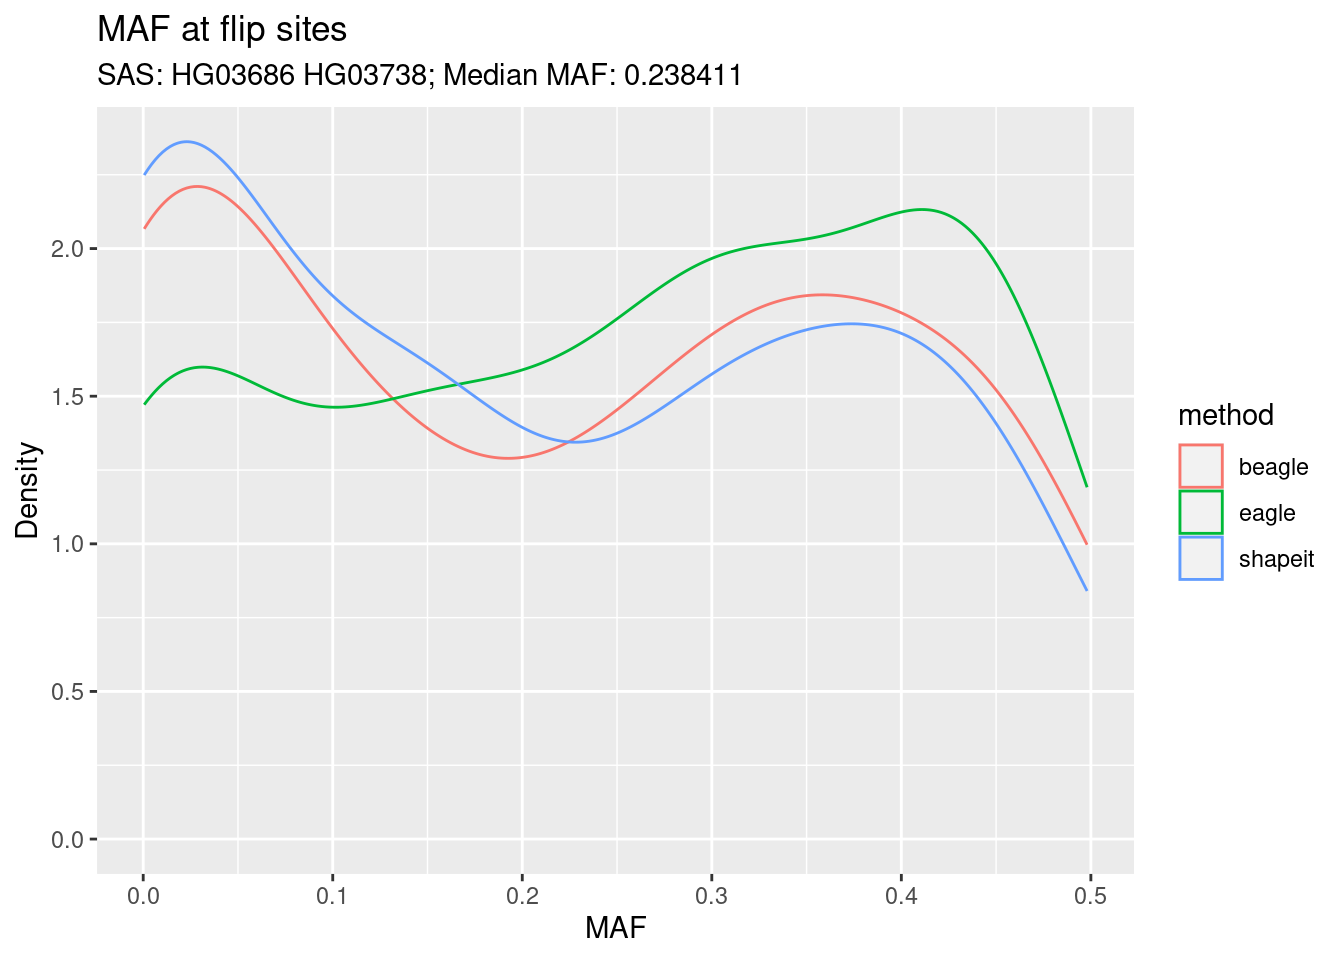 MAF at flip sites
SAS: HG03686 HG03738; Median MAF: 0.238411
Density
2.0
1.5
1.0
0.5
0.0
0.0 0.1 0.2 0.3 0.4 0.5
MAF
method
beagle
eagle
shapeit